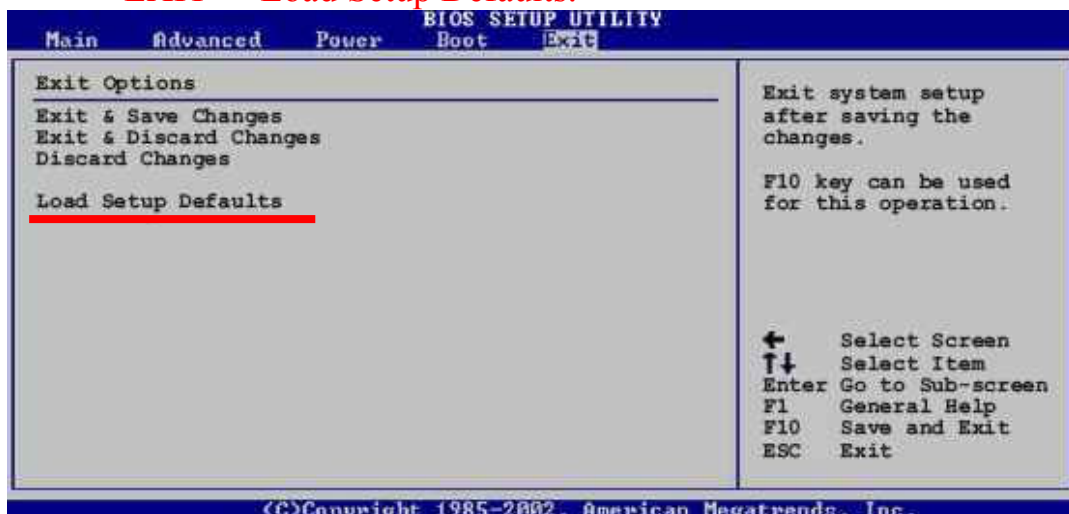 Load Setup Defaults.
BIOS SETUP UTILITY
Main Advanced Power Boot Exit
Exit Options
Exit & Save Changes
Exit & Discard Changes
Discard Changes
Load Setup Defaults
Exit system setup
after saving the
changes.
F10 key can be used
for this operation.
← Select Screen
↑↓ Select Item
Enter Go to Sub-screen
F1 General Help
F10 Save and Exit
ESC Exit
(C)Copyright 1985-2002, American Megatrends, Inc.